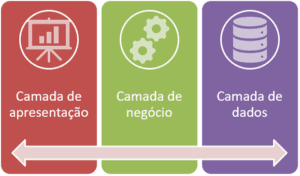 Camada de
apresentação
Camada de
negócio
Camada de
dados